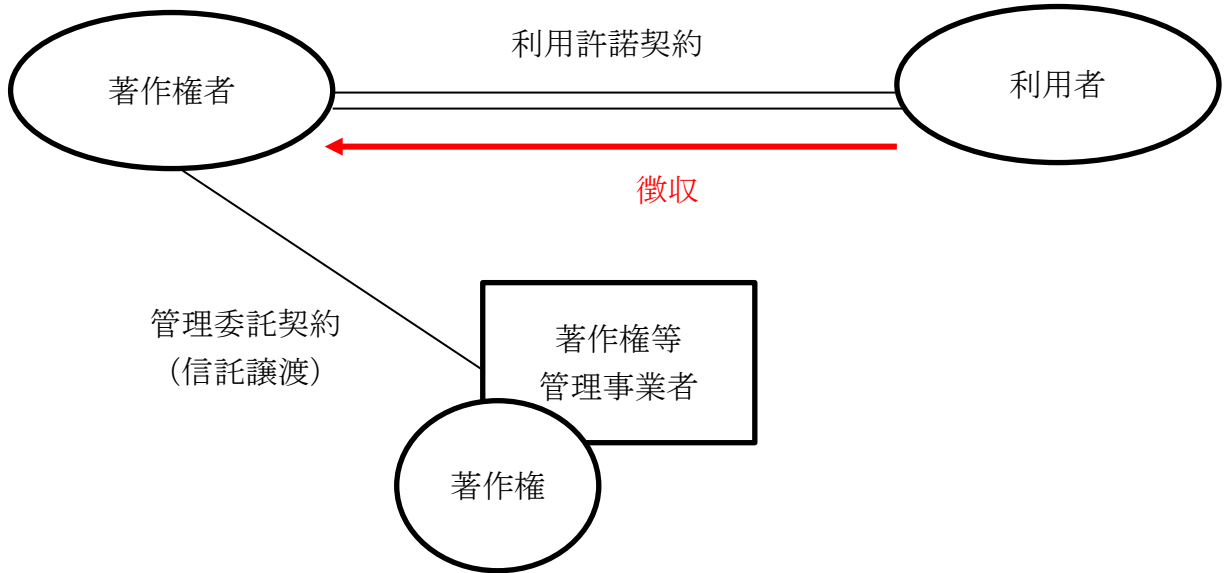 利用許諾契約
著作権者
利用者
徴収
管理委託契約
（信託譲渡）
著作権等
管理事業者
著作権